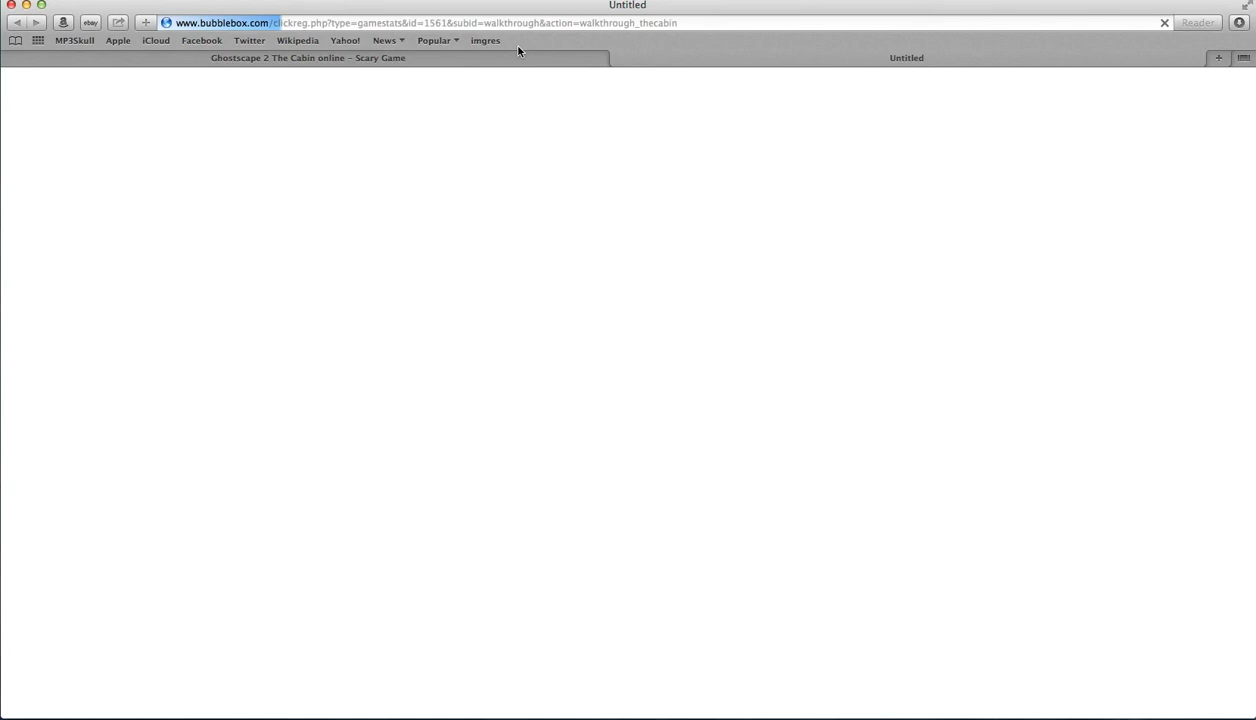 Untitled
www.bubblebox.com/clickreg.php?type=gamestats&id=1561&subid=walkthrough&action=walkthrough_thecabin Reader
MP3Skull Apple iCloud Facebook Twitter Wikipedia Yahoo! News Popular imgres
Ghostscape 2 The Cabin online – Scary Game Untitled